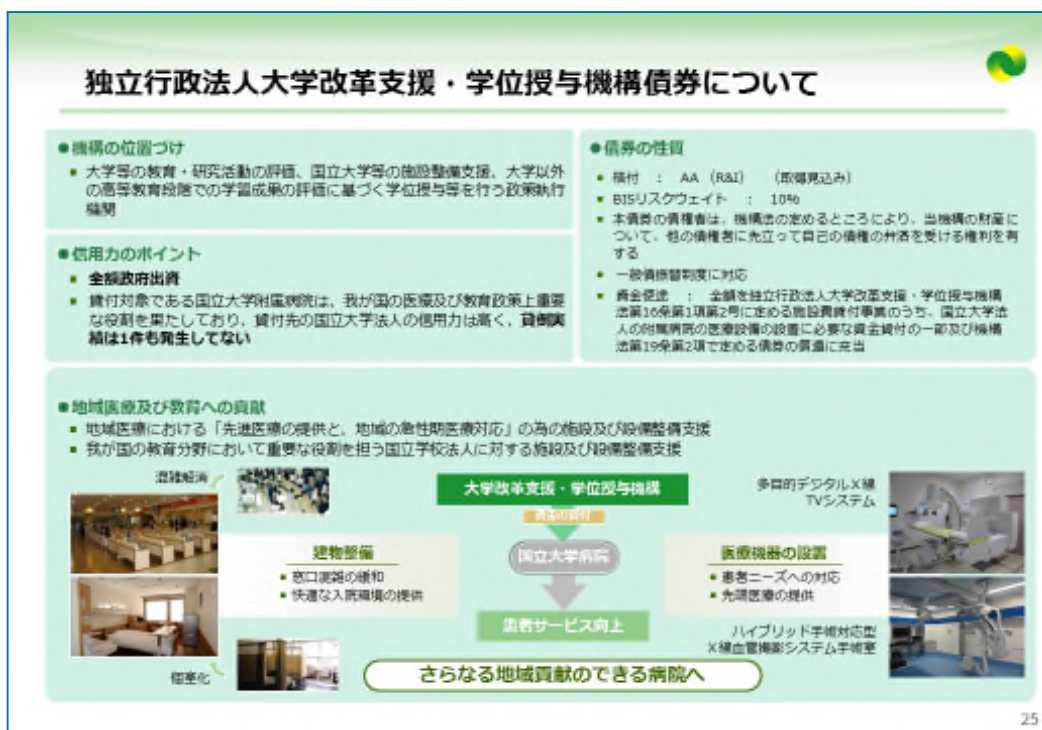 独立行政法人大学改革支援・学位授与機構債券について
●機構の位置づけ
▪ 大学等の教育・研究活動の評価、国立大学等の施設整備支援、大学以外
の高等教育段階での学習成果の評価に基づく学位授与等を行う政策執行
機関
●信用力のポイント
▪ 全額政府出資
▪ 貸付対象である国立大学附属病院は、我が国の医療及び教育政策上重要
な役割を果たしており、貸付先の国立大学法人の信用力は高く、貸倒実
績は1件も発生してない
●債券の性質
▪ 格付 : AA (R&I) (取得見込み)
▪ BISリスクウェイト : 10%
▪ 本債券の債権者は、機構法の定めるところにより、当機構の財産に
ついて、他の債権者に先立って自己の債権の弁済を受ける権利を有
する
▪ 一般債振替制度に対応
▪ 資金使途 : 全額を独立行政法人大学改革支援・学位授与機構
法第16条第1項第2号に定める施設費貸付事業のうち、国立大学法
人の附属病院の医療設備の設置に必要な資金貸付の一部及び機構
法第19条第2項で定める債券の償還に充当
●地域医療及び教育への貢献
▪ 地域医療における「先進医療の提供と、地域の急性期医療対応」の為の施設及び設備整備支援
▪ 我が国の教育分野において重要な役割を担う国立学校法人に対する施設及び設備整備支援
混雑解消
大学改革支援・学位授与機構
多目的デジタルX線
TVシステム
資金の貸付
建物整備
▪ 窓口混雑の緩和
▪ 快適な入院環境の提供
国立大学病院
医療機器の設置
▪ 患者ニーズへの対応
▪ 先端医療の提供
患者サービス向上
ハイブリッド手術対応型
X線血管撮影システム手術室
個室化
さらなる地域貢献のできる病院へ
25